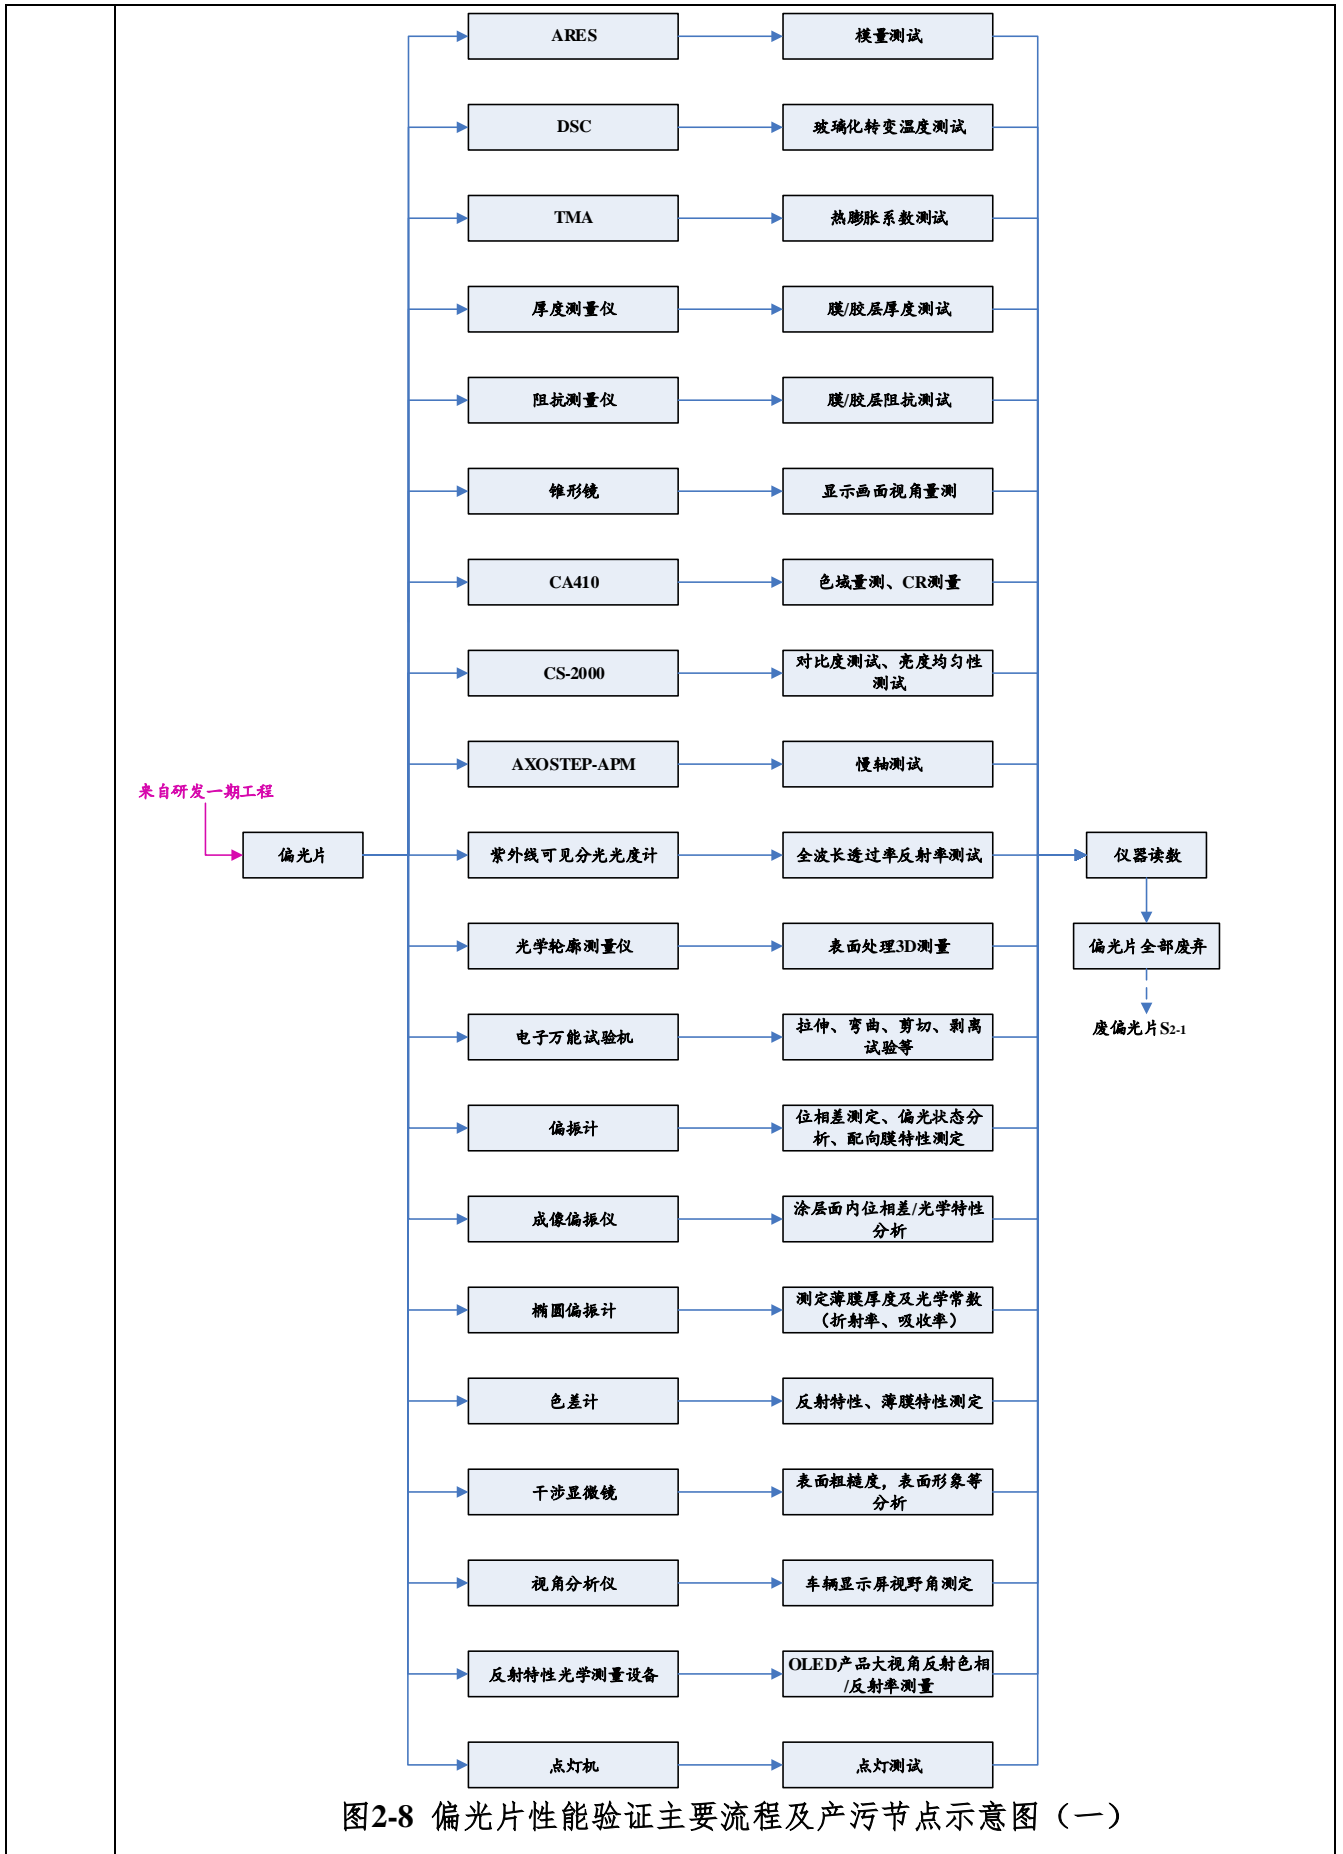 ARES
模量测试
DSC
玻璃化转变温度测试
TMA
热膨胀系数测试
厚度测量仪
膜/胶层厚度测试
阻抗测量仪
膜/胶层阻抗测试
锥形镜
显示画面视角量测
CA410
色域量测、CR测量
CS-2000
对比度测试、亮度均匀性
测试
AXOSTEP-APM
慢轴测试
来自研发一期工程
偏光片
紫外线可见分光光度计
全波长透过率反射率测试
仪器读数
光学轮廓测量仪
表面处理3D测量
偏光片全部废弃
废偏光片S2-1
电子万能试验机
拉伸、弯曲、剪切、剥离
试验等
偏振计
位相差测定、偏光状态分
析、配向膜特性测定
成像偏振仪
涂层面内位相差/光学特性
分析
椭圆偏振计
测定薄膜厚度及光学常数
（折射率、吸收率）
色差计
反射特性、薄膜特性测定
干涉显微镜
表面粗糙度，表面形象等
分析
视角分析仪
车辆显示屏视野角测定
反射特性光学测量设备
OLED产品大视角反射色相
/反射率测量
点灯机
点灯测试
图2-8 偏光片性能验证主要流程及产污节点示意图（一）